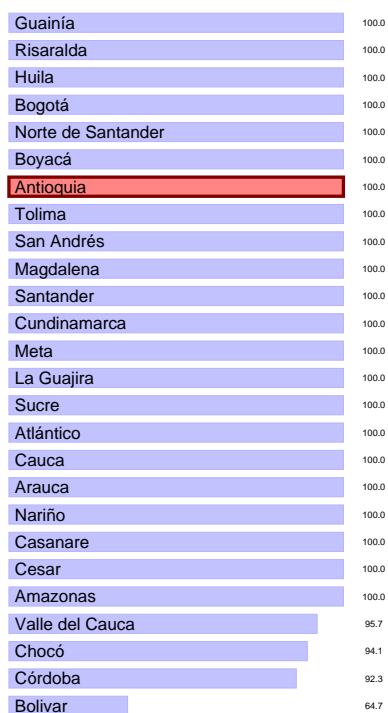 Guainía 100.0
Risaralda 100.0
Huila 100.0
Bogotá 100.0
Norte de Santander 100.0
Boyacá 100.0
Antioquia 100.0
Tolima 100.0
San Andrés 100.0
Magdalena 100.0
Santander 100.0
Cundinamarca 100.0
Meta 100.0
La Guajira 100.0
Sucre 100.0
Atlántico 100.0
Cauca 100.0
Arauca 100.0
Nariño 100.0
Casanare 100.0
Cesar 100.0
Amazonas 100.0
Valle del Cauca 95.7
Chocó 94.1
Córdoba 92.3
Bolivar 64.7